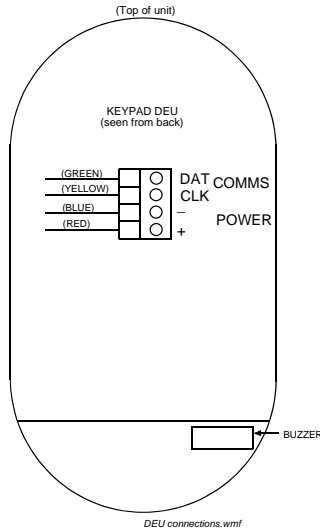 (Top of unit)
KEYPAD DEU
(seen from back)
(GREEN) DAT COMMS
(YELLOW) CLK
(BLUE) –
POWER
(RED) +
BUZZER
DEU connections.wmf